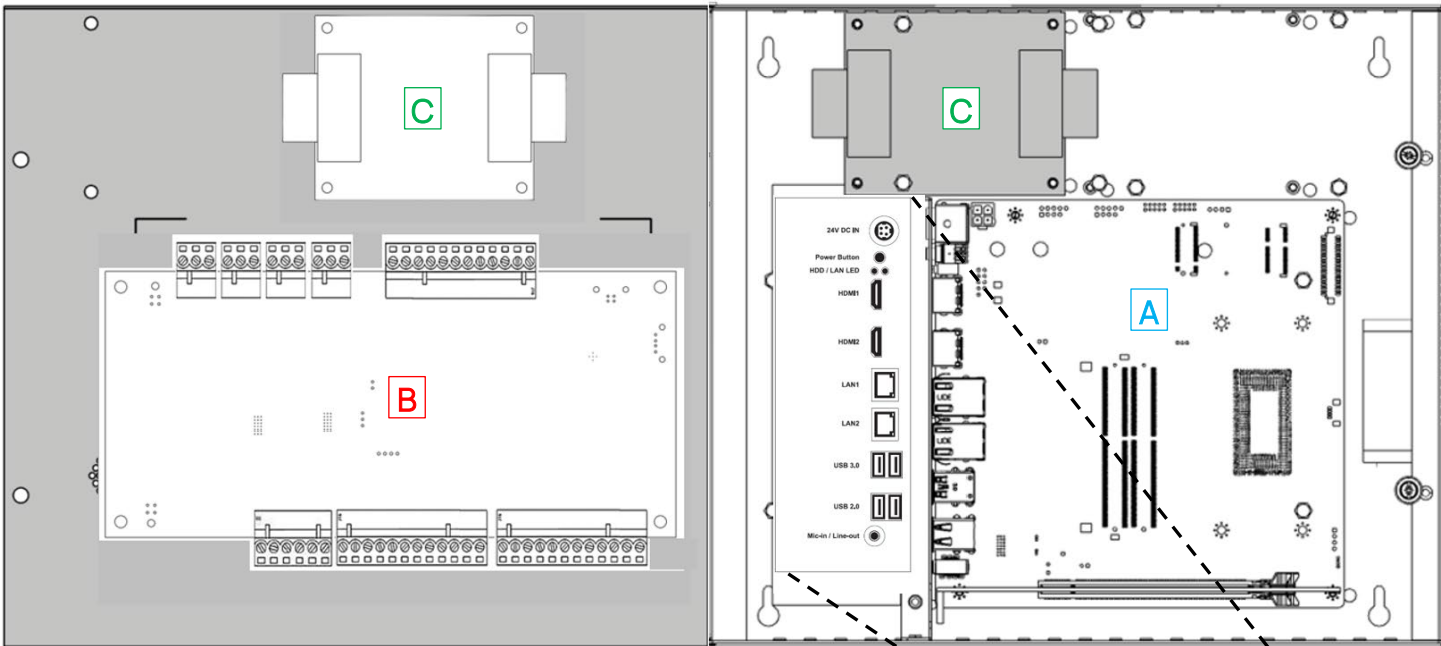 C
C
24V DC IN
Power Button
HDD / LAN LED
HDMI1
HDMI2
A
LAN1
B
LAN2
USB 3,0
USB 2,0
Mic-in / Line-out